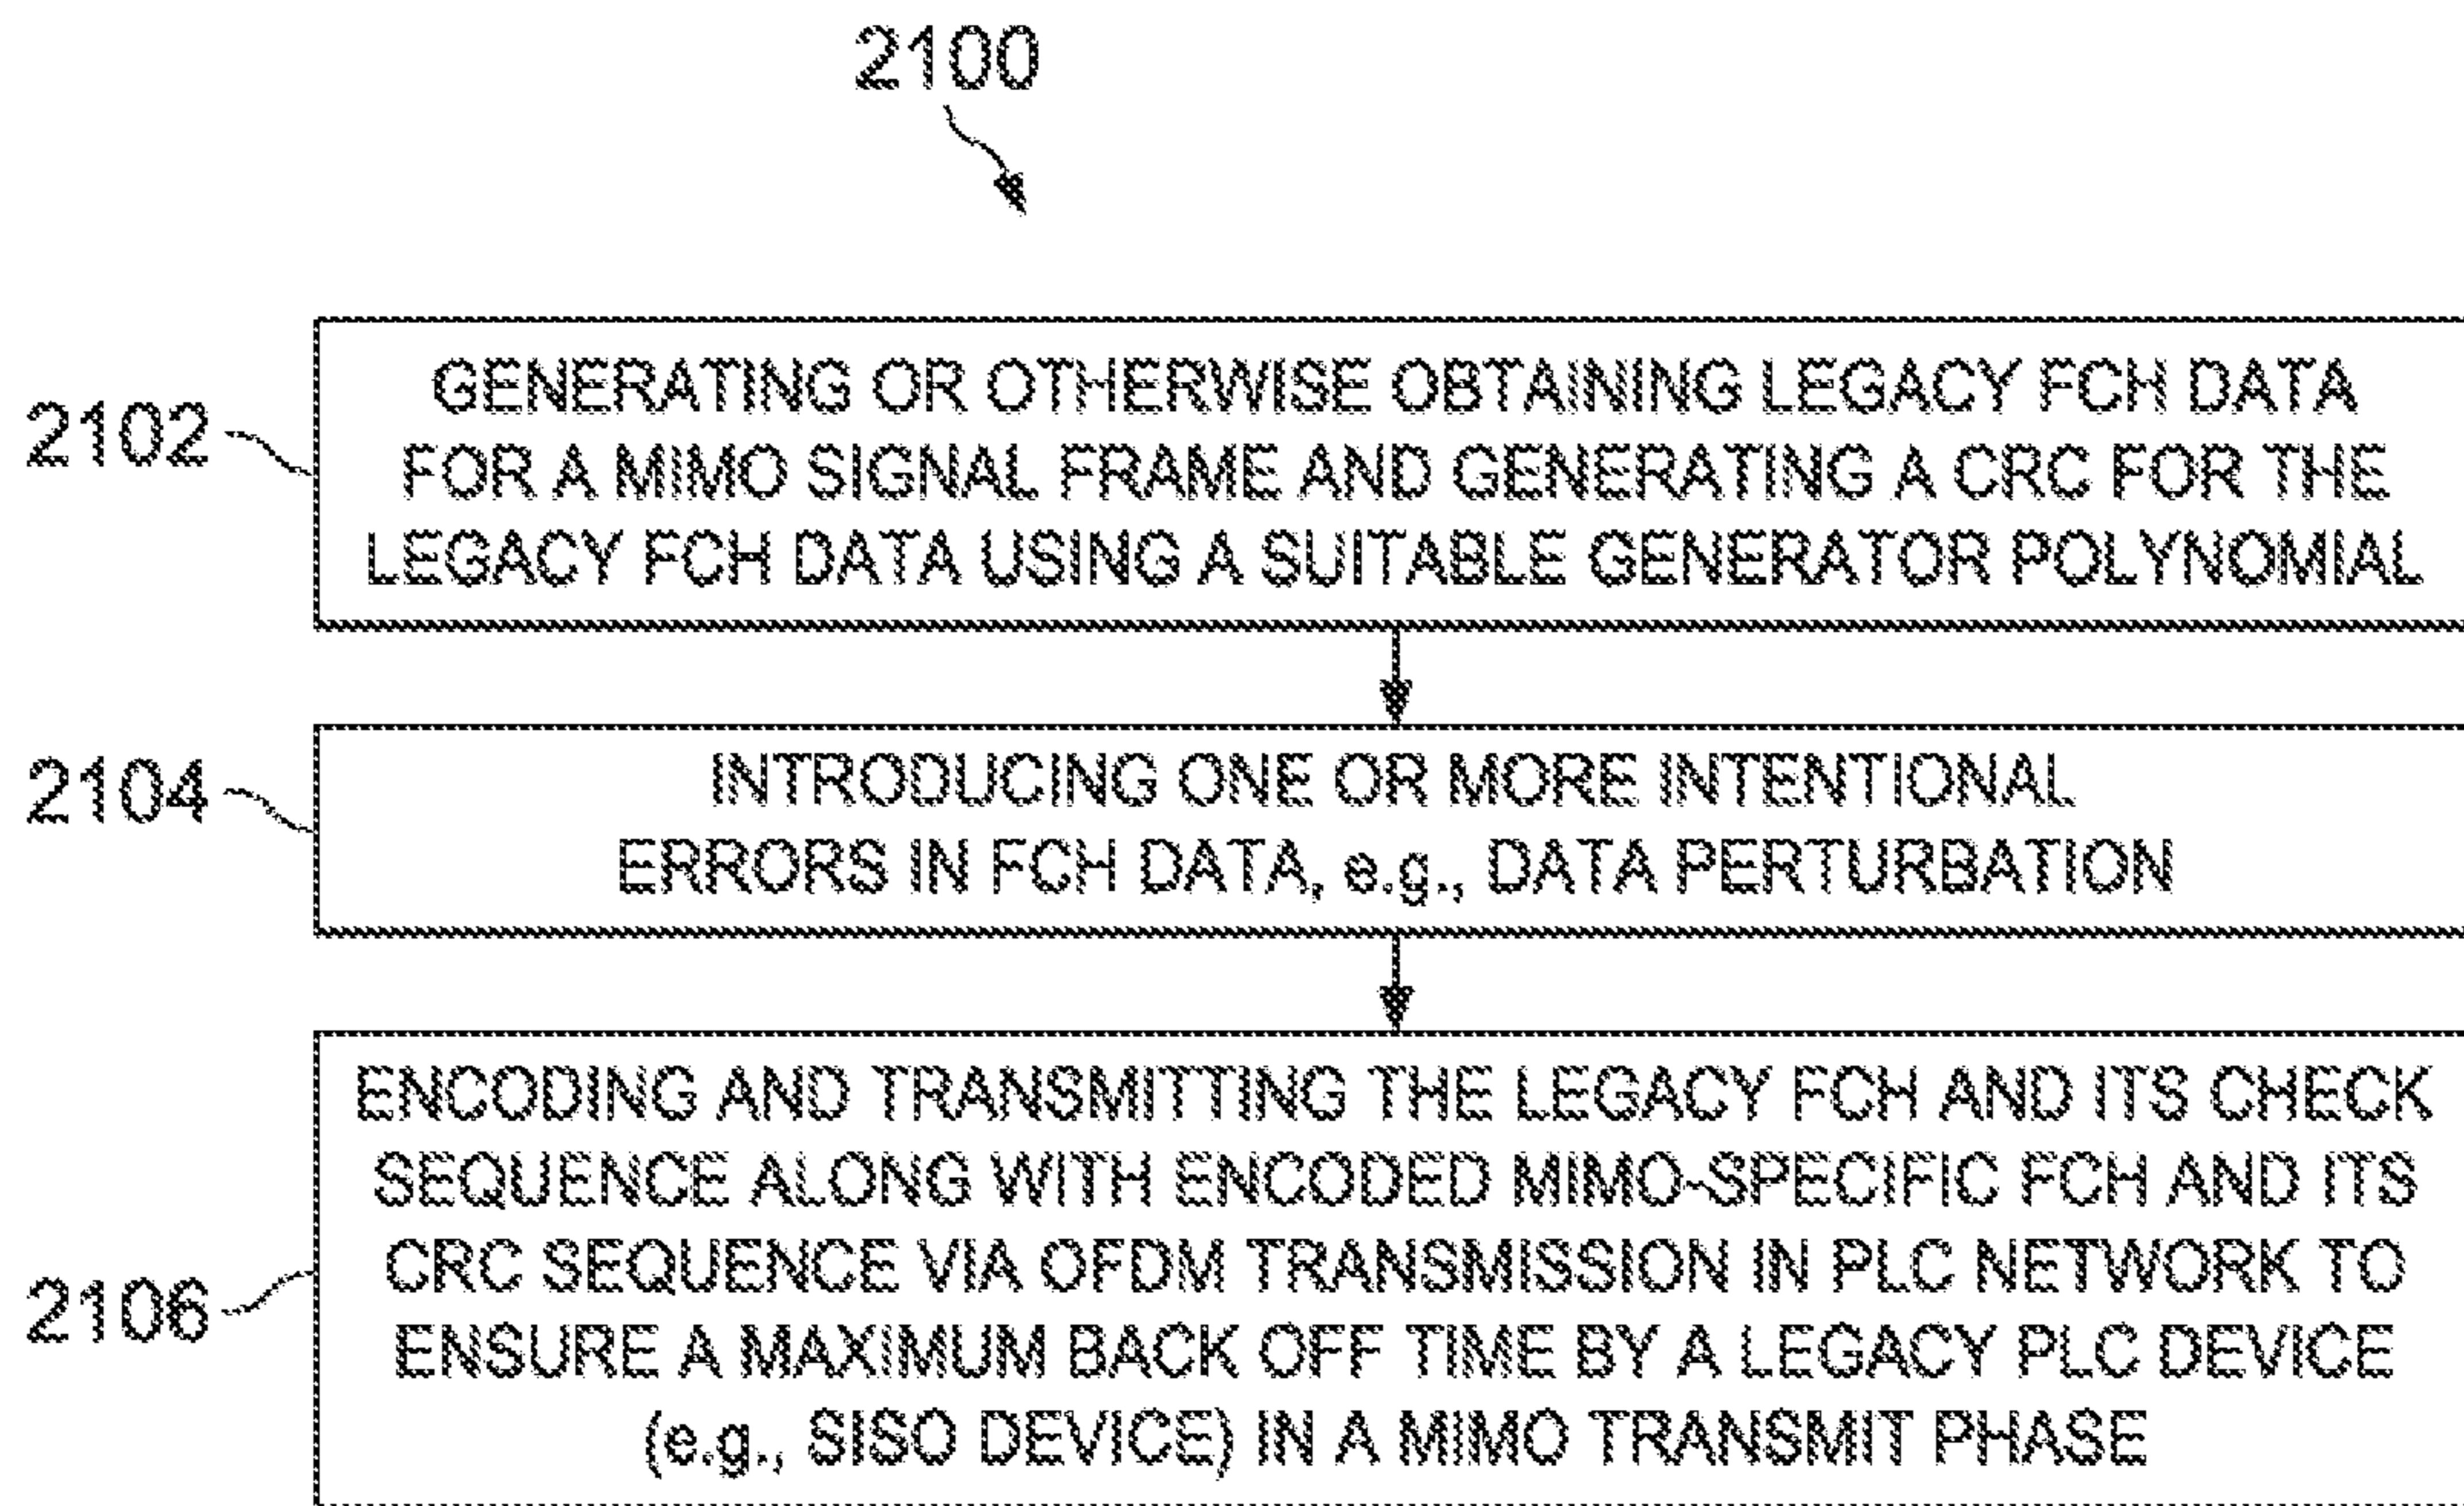 2100
2102
GENERATING OR OTHERWISE OBTAINING LEGACY FCH DATA
FOR A MIMO SIGNAL FRAME AND GENERATING A CRC FOR THE
LEGACY FCH DATA USING A SUITABLE GENERATOR POLYNOMIAL
2104
INTRODUCING ONE OR MORE INTENTIONAL
ERRORS IN FCH DATA, e.g., DATA PERTURBATION
2106
ENCODING AND TRANSMITTING THE LEGACY FCH AND ITS CHECK
SEQUENCE ALONG WITH ENCODED MIMO-SPECIFIC FCH AND ITS
CRC SEQUENCE VIA OFDM TRANSMISSION IN PLC NETWORK TO
ENSURE A MAXIMUM BACK OFF TIME BY A LEGACY PLC DEVICE
(e.g., SISO DEVICE) IN A MIMO TRANSMIT PHASE